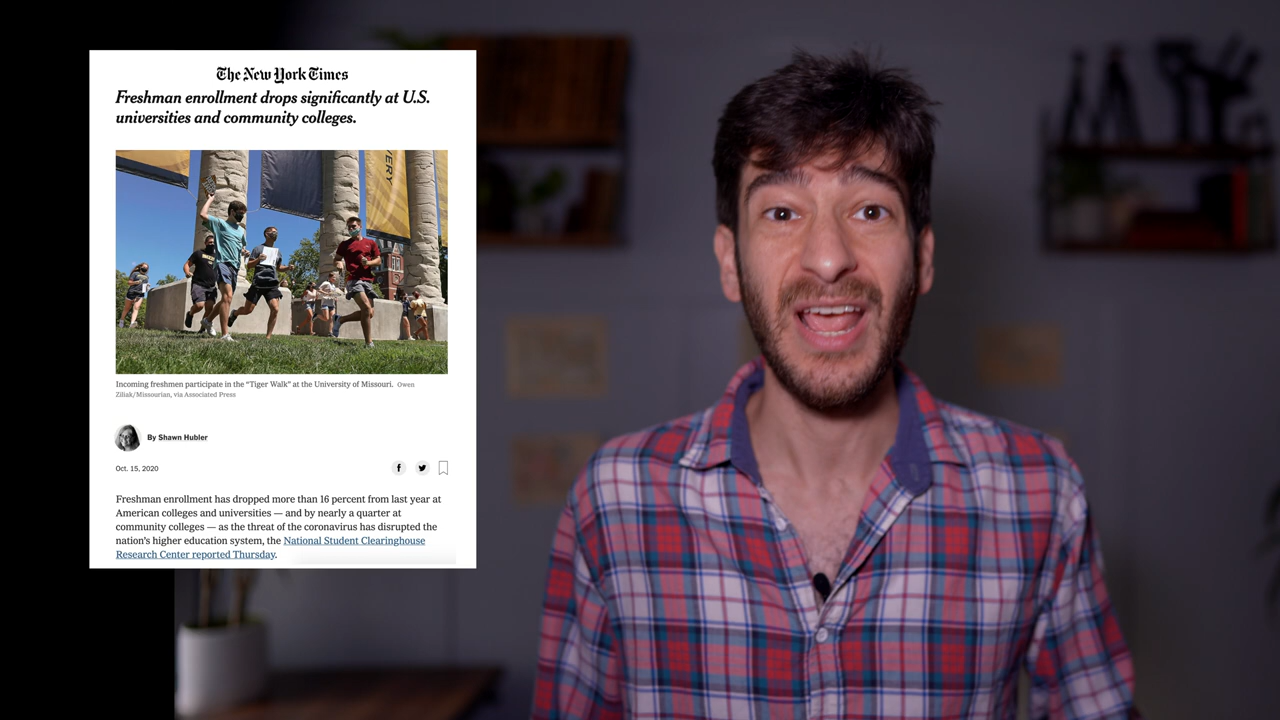 The New York Times
Freshman enrollment drops significantly at U.S.
universities and community colleges.
VERY
Incoming freshmen participate in the “Tiger Walk” at the University of Missouri. Owen
Ziliak/Missourian, via Associated Press
By Shawn Hubler
Oct. 15, 2020
Freshman enrollment has dropped more than 16 percent from last year at
American colleges and universities — and by nearly a quarter at
community colleges — as the threat of the coronavirus has disrupted the
nation’s higher education system, the National Student Clearinghouse
Research Center reported Thursday.